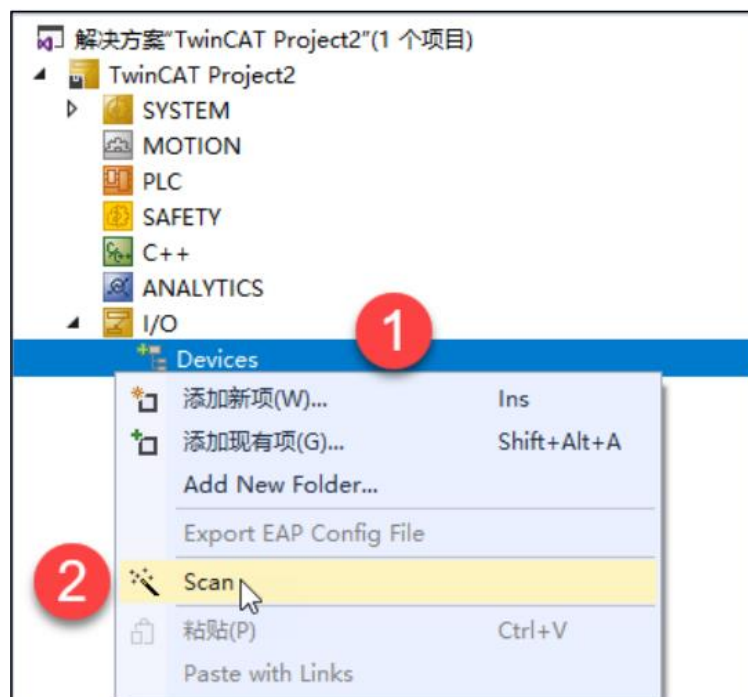 解决方案"TwinCAT Project2"(1 个项目)
TwinCAT Project2
SYSTEM
MOTION
PLC
SAFETY
C++
ANALYTICS
I/O
1
Devices
添加新项(W)... Ins
添加现有项(G)... Shift+Alt+A
Add New Folder...
Export EAP Config File
2 Scan
粘贴(P) Ctrl+V
Paste with Links